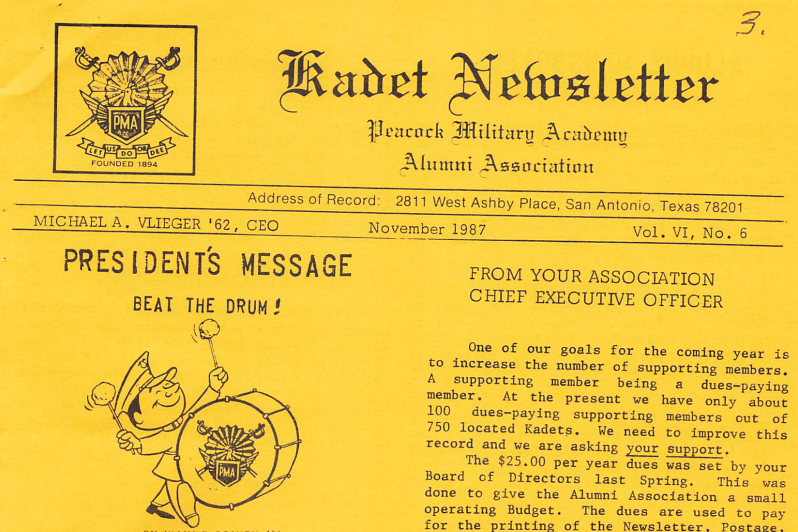 3.
PMA
LET US DO OR DIE
FOUNDED 1894
Kadet Newsletter
Peacock Military Academy
Alumni Association
Address of Record: 2811 West Ashby Place, San Antonio, Texas 78201
MICHAEL A. VLIEGER '62, CEO November 1987 Vol. VI, No. 6
PRESIDENT'S MESSAGE
BEAT THE DRUM!
PMA
FROM YOUR ASSOCIATION
CHIEF EXECUTIVE OFFICER
One of our goals for the coming year is
to increase the number of supporting members.
A supporting member being a dues-paying
member. At the present we have only about
100 dues-paying supporting members out of
750 located Kadets. We need to improve this
record and we are asking your support.
The $25.00 per year dues was set by your
Board of Directors last Spring. This was
done to give the Alumni Association a small
operating Budget. The dues are used to pay
for the printing of the Newsletter, Postage,